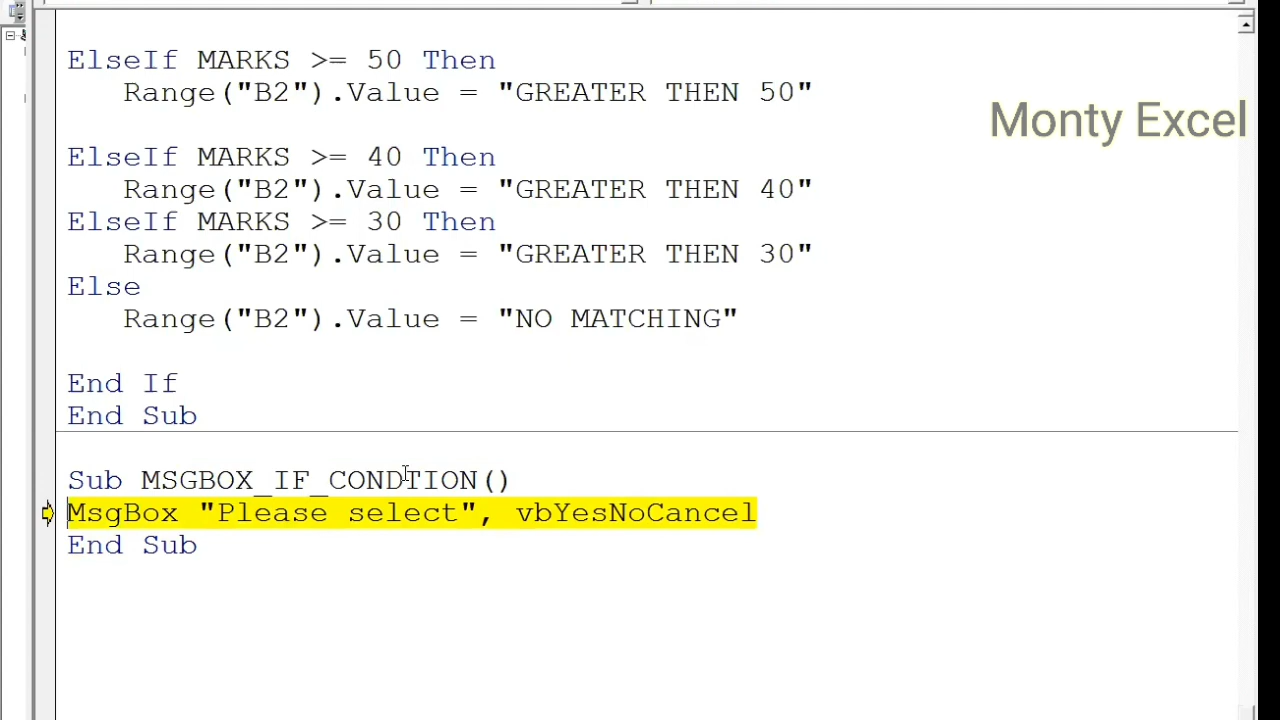 ElseIf MARKS >= 50 Then
Range("B2").Value = "GREATER THEN 50"
Monty Excel
ElseIf MARKS >= 40 Then
Range("B2").Value = "GREATER THEN 40"
ElseIf MARKS >= 30 Then
Range("B2").Value = "GREATER THEN 30"
Else
Range("B2").Value = "NO MATCHING"
End If
End Sub
Sub MSGBOX_IF_CONDTION()
MsgBox "Please select", vbYesNoCancel
End Sub